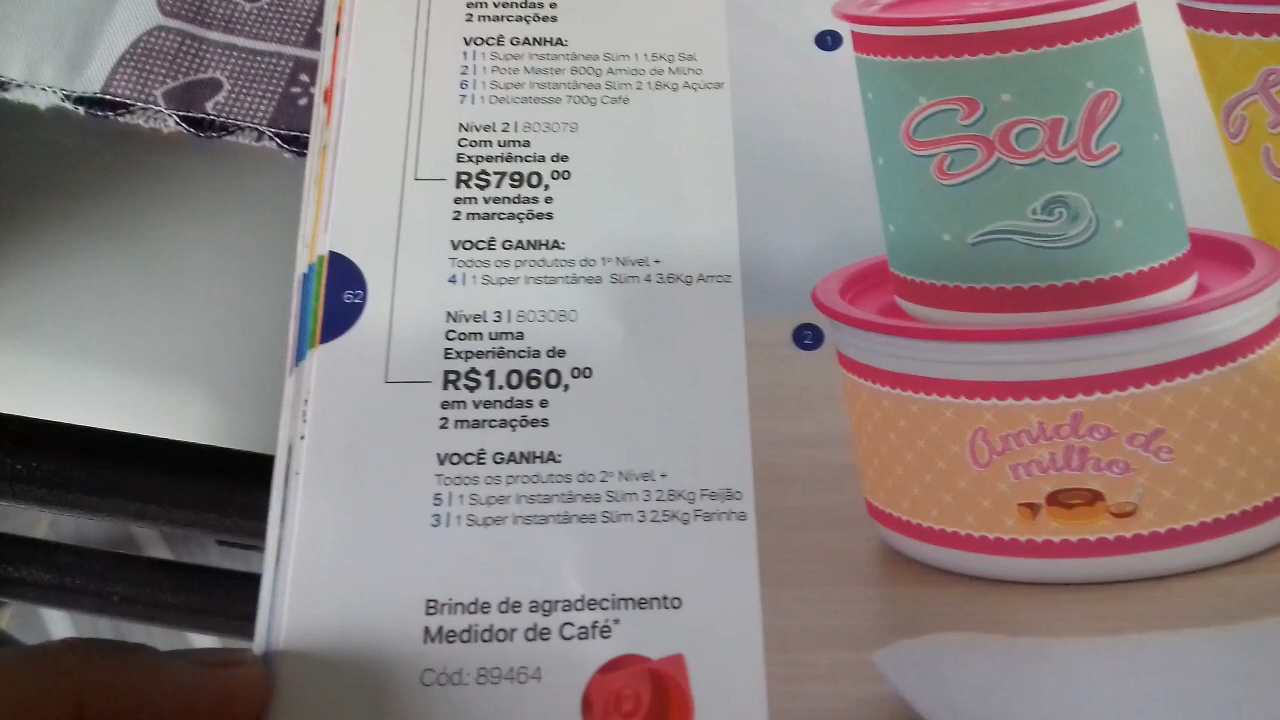 em vendas e
2 marcações
VOCÊ GANHA:
1 | 1 Super Instantânea Slim 1 1,5Kg Sal
2 | 1 Pote Master 800g Amido de Milho
6 | 1 Super Instantânea Slim 2 1,8Kg Açúcar
7 | 1 Delicatesse 700g Café
Nível 2 | 803079
Com uma
Experiência de
R$790,00
em vendas e
2 marcações
VOCÊ GANHA:
Todos os produtos do 1º Nível +
4 | 1 Super Instantânea Slim 4 3,6Kg Arroz
62
Nível 3 | 803080
Com uma
Experiência de
R$1.060,00
em vendas e
2 marcações
VOCÊ GANHA:
Todos os produtos do 2º Nível +
5 | 1 Super Instantânea Slim 3 2,8Kg Feijão
3 | 1 Super Instantânea Slim 3 2,5Kg Farinha
Brinde de agradecimento
Medidor de Café*
Cód.: 89464
1
Sal
2
Amido de
milho